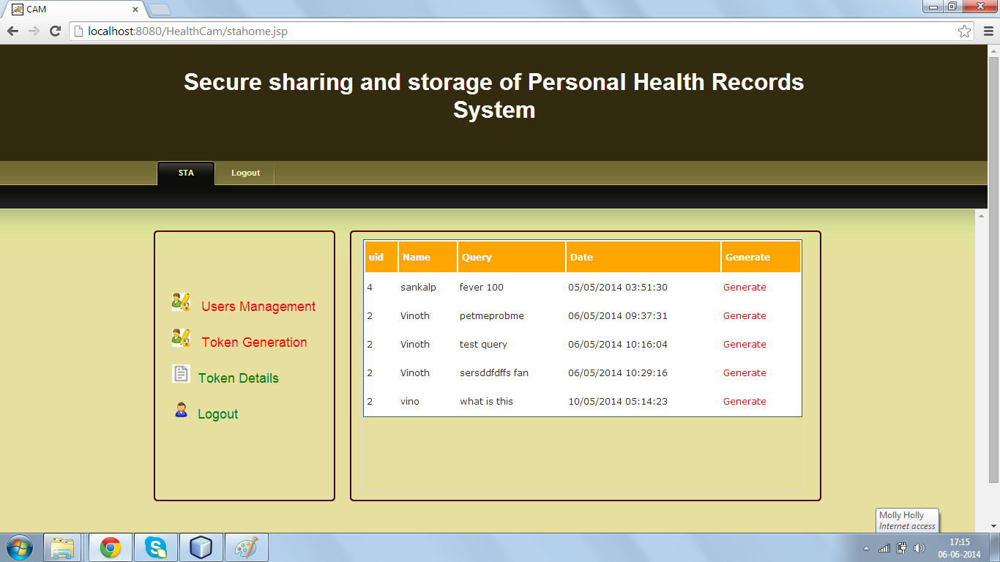 CAM
localhost:8080/HealthCam/stahome.jsp
Secure sharing and storage of Personal Health Records
System
STA Logout
Users Management
Token Generation
Token Details
Logout
uid Name Query Date Generate
4 sankalp fever 100 05/05/2014 03:51:30 Generate
2 Vinoth petmeprobme 06/05/2014 09:37:31 Generate
2 Vinoth test query 06/05/2014 10:16:04 Generate
2 Vinoth sersddfdffs fan 06/05/2014 10:29:16 Generate
2 vino what is this 10/05/2014 05:14:23 Generate
Molly Holly
Internet access
17:15
06-06-2014